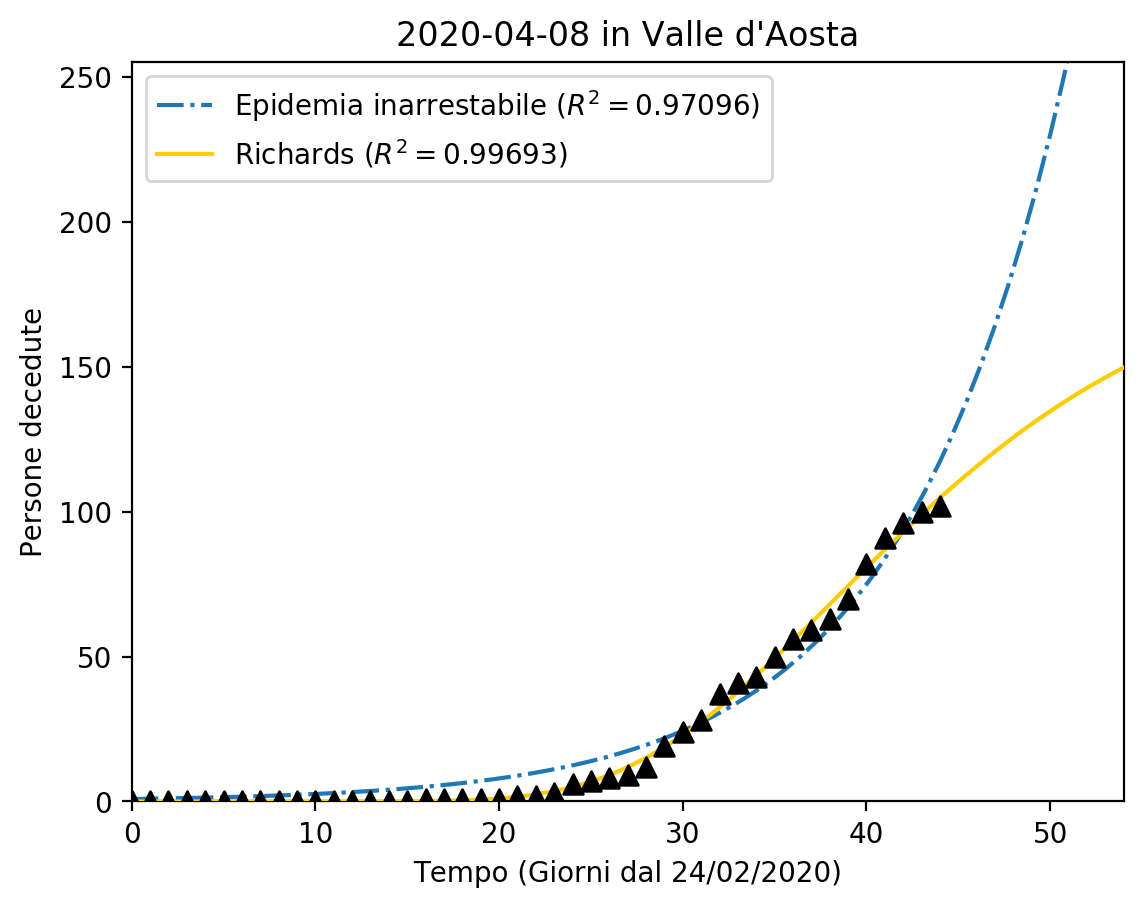 2020-04-08 in Valle d'Aosta
Epidemia inarrestabile (R² = 0.97096)
Richards (R² = 0.99693)
Persone decedute
250
200
150
100
50
0
0 10 20 30 40 50
Tempo (Giorni dal 24/02/2020)